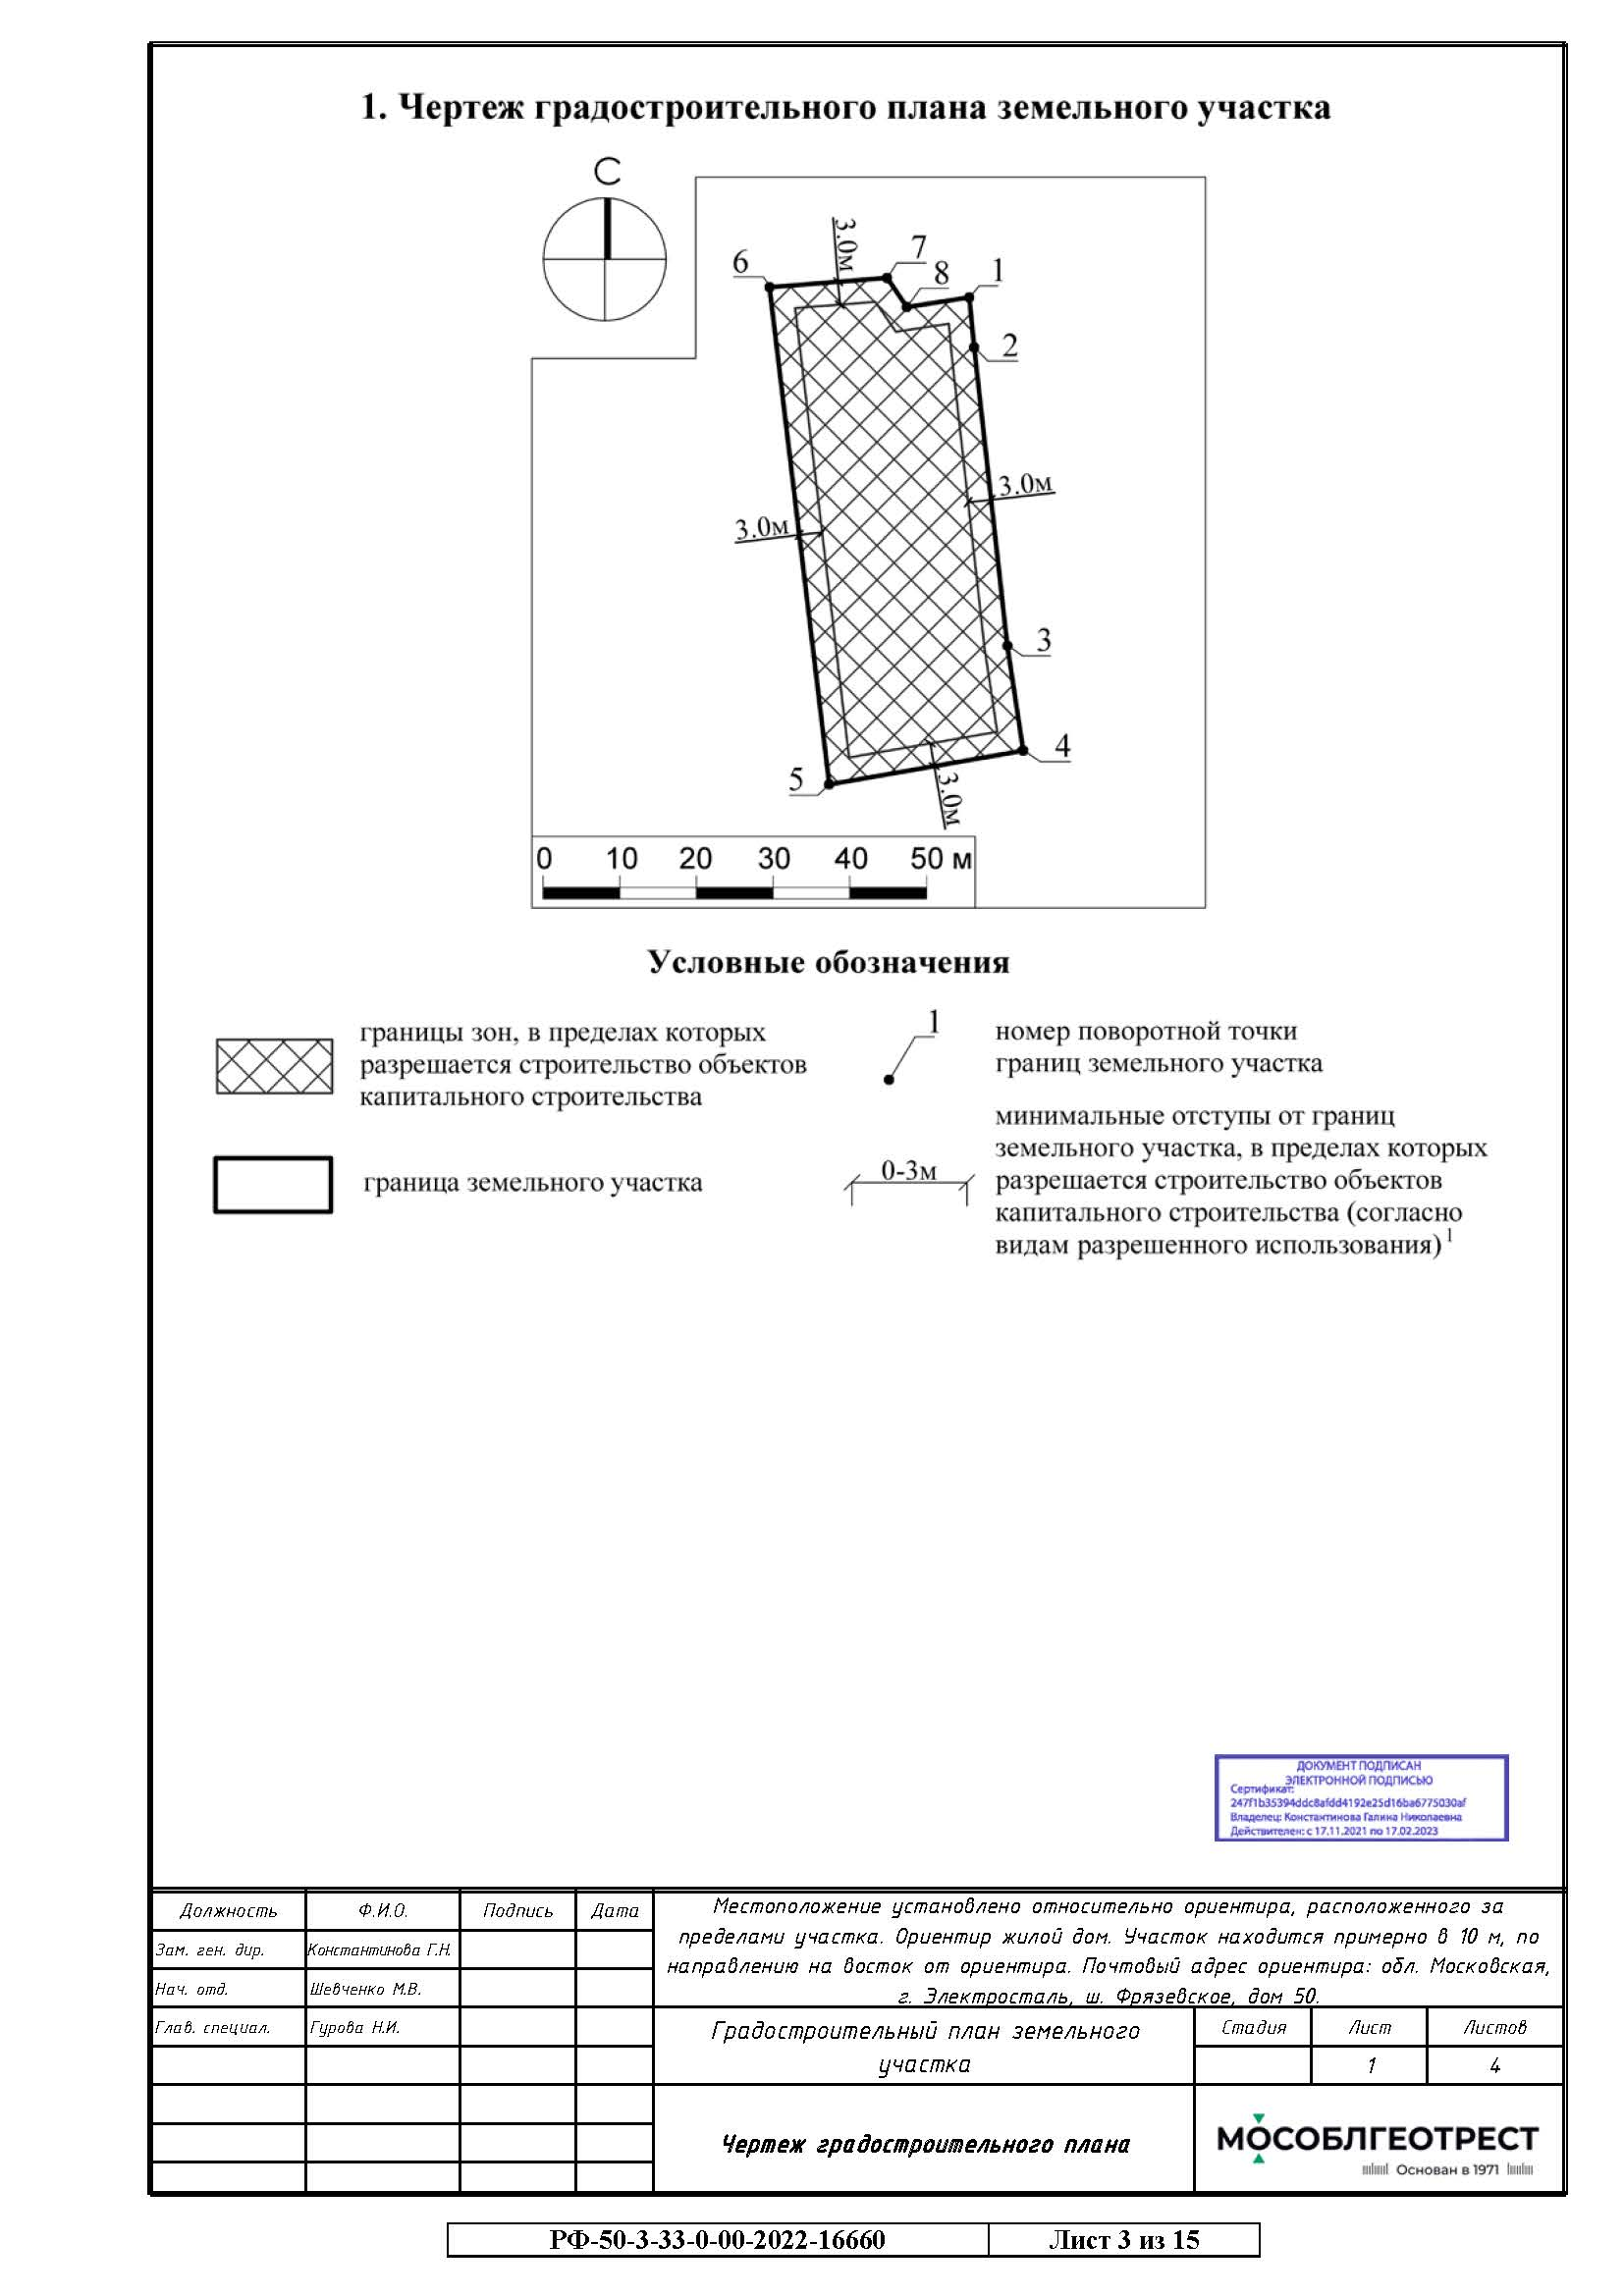 1. Чертеж градостроительного плана земельного участка
С
3.0м
6
7
8
1
2
3.0м
3.0м
3
4
5
3.0м
0 10 20 30 40 50 м
Условные обозначения
границы зон, в пределах которых
разрешается строительство объектов
капитального строительства
1
номер поворотной точки
границ земельного участка
граница земельного участка
0-3м
минимальные отступы от границ
земельного участка, в пределах которых
разрешается строительство объектов
капитального строительства (согласно
видам разрешенного использования)¹
ДОКУМЕНТ ПОДПИСАН
ЭЛЕКТРОННОЙ ПОДПИСЬЮ
Сертификат:
247f1b35394ddc8afdd4192e25d16ba6775030af
Владелец: Константинова Галина Николаевна
Действителен: с 17.11.2021 по 17.02.2023
Должность Ф.И.О. Подпись Дата
Зам. ген. дир. Константинова Г.Н.
Нач. отд. Шевченко М.В.
Глав. специал. Гурова Н.И.
Местоположение установлено относительно ориентира, расположенного за
пределами участка. Ориентир жилой дом. Участок находится примерно в 10 м, по
направлению на восток от ориентира. Почтовый адрес ориентира: обл. Московская,
г. Электросталь, ш. Фрязевское, дом 50.
Градостроительный план земельного
участка
Стадия Лист Листов
1 4
Чертеж градостроительного плана
МОСОБЛГЕОТРЕСТ
Основан в 1971
РФ-50-3-33-0-00-2022-16660 Лист 3 из 15